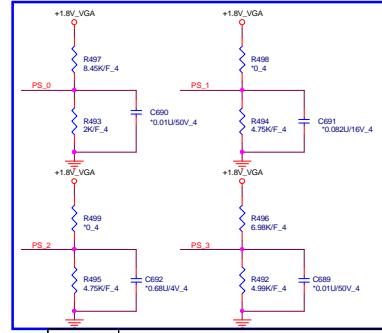 +1.8V_VGA
R497
8.45K/F_4
PS_0
R493
2K/F_4
C690
*0.01U/50V_4
+1.8V_VGA
R498
*0_4
PS_1
R494
4.75K/F_4
C691
*0.082U/16V_4
+1.8V_VGA
R499
*0_4
PS_2
R495
4.75K/F_4
C692
*0.68U/4V_4
+1.8V_VGA
R496
6.98K/F_4
PS_3
R492
4.99K/F_4
C689
*0.01U/50V_4